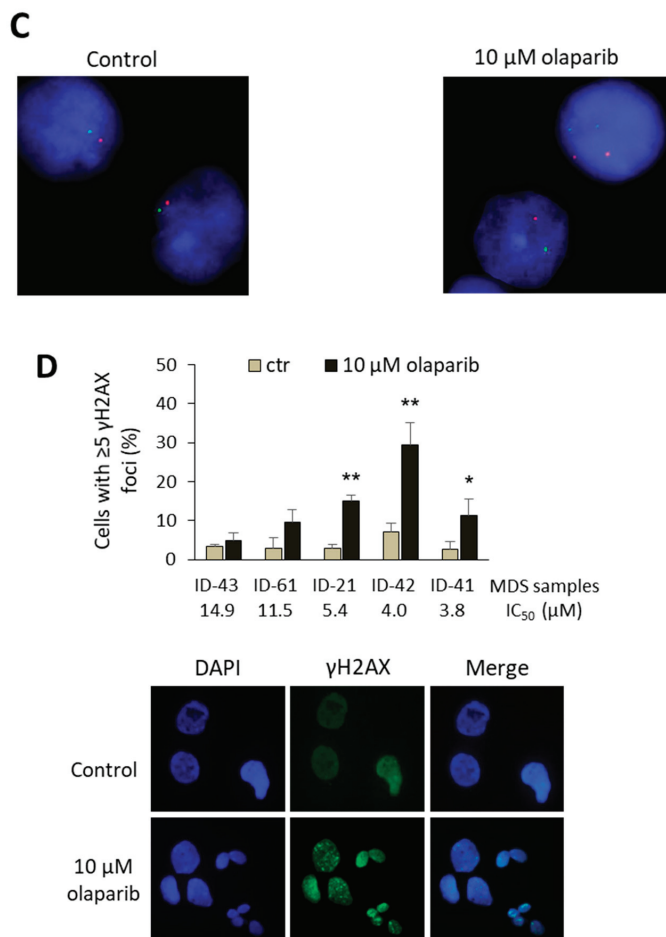 C
Control 10 μM olaparib
D
ctr 10 μM olaparib
Cells with ≥5 γH2AX
foci (%)
50
40
30
20
10
0
** ** *
ID-43 ID-61 ID-21 ID-42 ID-41 MDS samples
14.9 11.5 5.4 4.0 3.8 IC50 (μM)
DAPI γH2AX Merge
Control
10 μM
olaparib